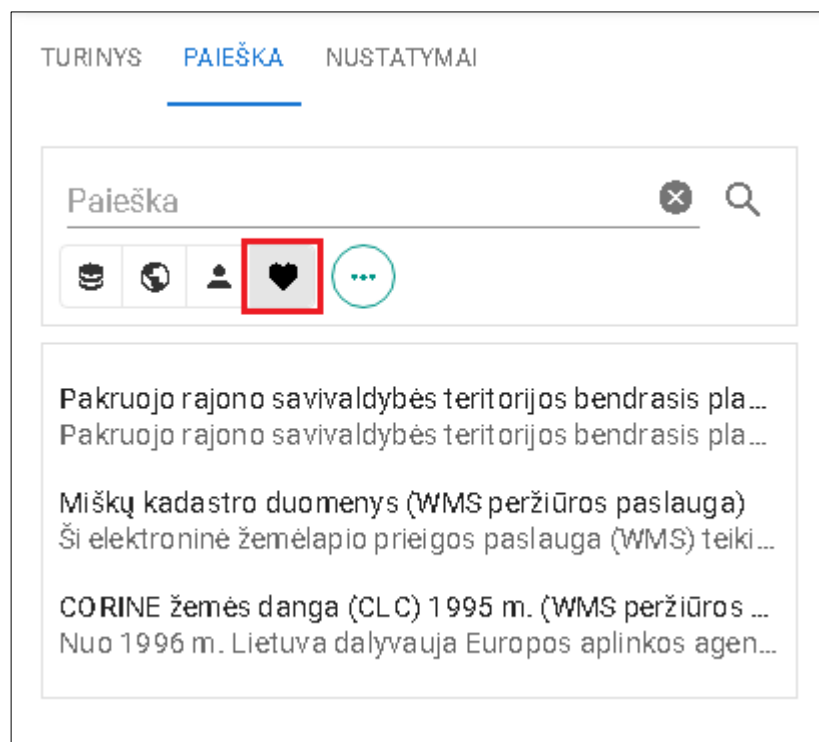 TURINYS PAIEŠKA NUSTATYMAI
Paieška
Pakruojo rajono savivaldybės teritorijos bendrasis pla...
Pakruojo rajono savivaldybės teritorijos bendrasis pla...
Miškų kadastro duomenys (WMS peržiūros paslauga)
Ši elektroninė žemėlapio prieigos paslauga (WMS) teiki...
CORINE žemės danga (CLC) 1995 m. (WMS peržiūros ...
Nuo 1996 m. Lietuva dalyvauja Europos aplinkos agen...